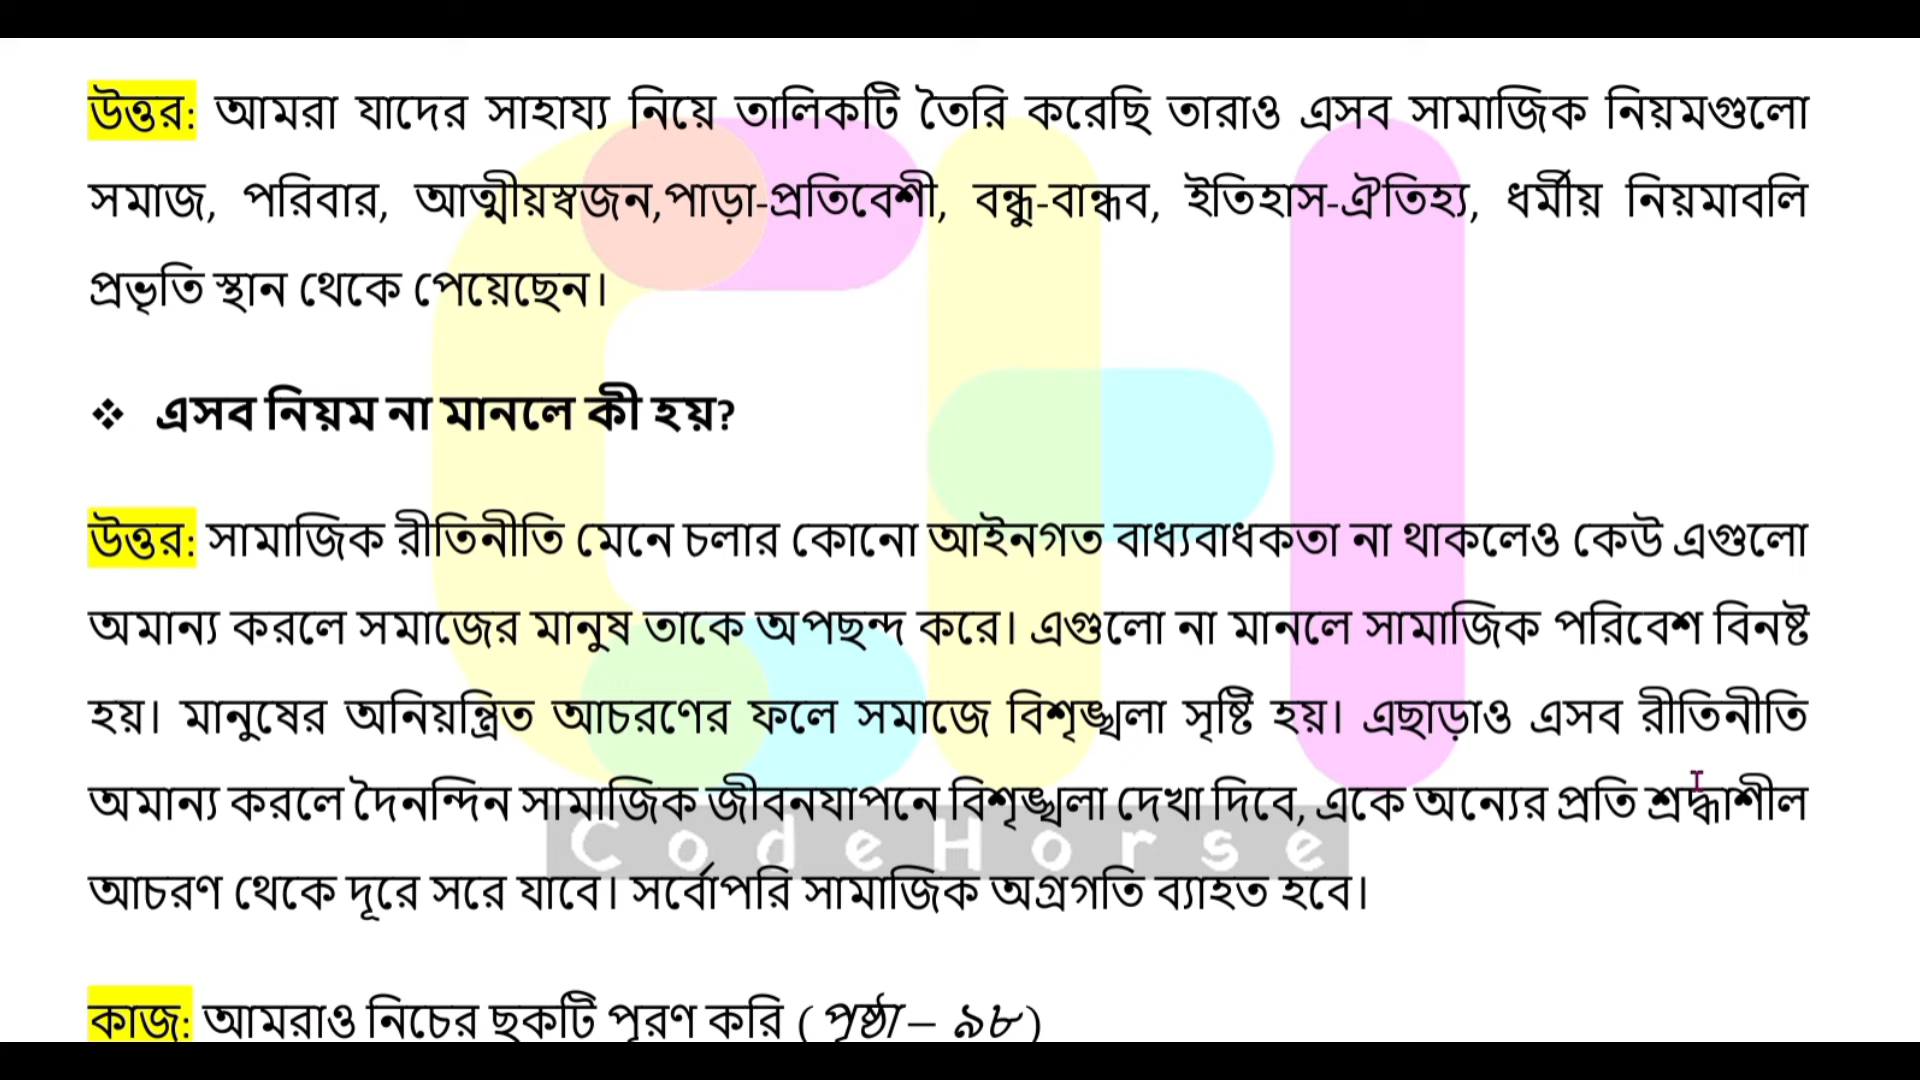 উত্তর: আমরা যাদের সাহায্য নিয়ে তালিকটি তৈরি করেছি তারাও এসব সামাজিক নিয়মগুলো
সমাজ, পরিবার, আত্মীয়স্বজন,পাড়া-প্রতিবেশী, বন্ধু-বান্ধব, ইতিহাস-ঐতিহ্য, ধর্মীয় নিয়মাবলি
প্রভৃতি স্থান থেকে পেয়েছেন।
❖ এসব নিয়ম না মানলে কী হয়?
উত্তর: সামাজিক রীতিনীতি মেনে চলার কোনো আইনগত বাধ্যবাধকতা না থাকলেও কেউ এগুলো
অমান্য করলে সমাজের মানুষ তাকে অপছন্দ করে। এগুলো না মানলে সামাজিক পরিবেশ বিনষ্ট
হয়। মানুষের অনিয়ন্ত্রিত আচরণের ফলে সমাজে বিশৃঙ্খলা সৃষ্টি হয়। এছাড়াও এসব রীতিনীতি
অমান্য করলে দৈনন্দিন সামাজিক জীবনযাপনে বিশৃঙ্খলা দেখা দিবে, একে অন্যের প্রতি শ্রদ্ধাশীল
CodeHorse
আচরণ থেকে দূরে সরে যাবে। সর্বোপরি সামাজিক অগ্রগতি ব্যাহত হবে।
কাজ: আমরাও নিচের ছকটি পূরণ করি ( পৃষ্ঠা – ৯৮)